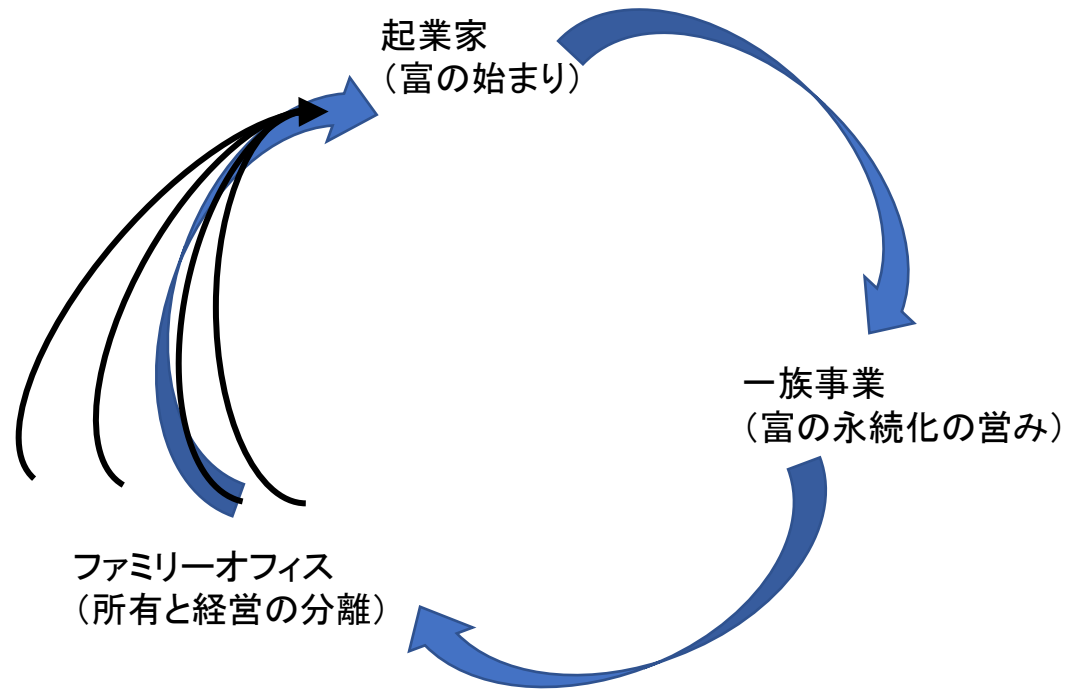 起業家
（富の始まり）
一族事業
（富の永続化の営み）
ファミリーオフィス
（所有と経営の分離）